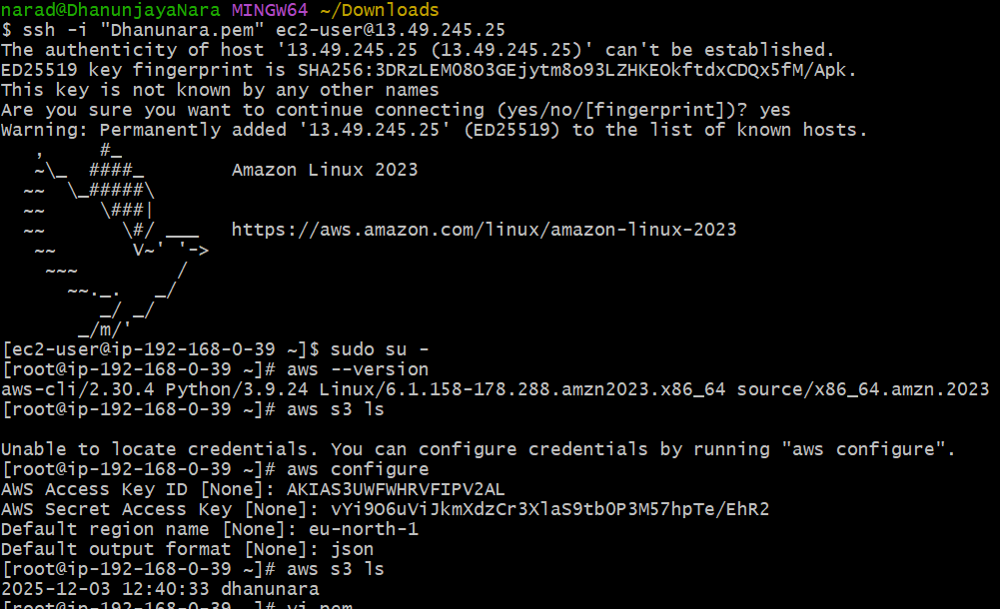 narad@DhanunjayaNara MINGW64 ~/Downloads
$ ssh -i "Dhanunara.pem" ec2-user@13.49.245.25
The authenticity of host '13.49.245.25 (13.49.245.25)' can't be established.
ED25519 key fingerprint is SHA256:3DRzLEM08O3GEjytm8o93LZHKEOkftdxCDQx5fM/Apk.
This key is not known by any other names
Are you sure you want to continue connecting (yes/no/[fingerprint])? yes
Warning: Permanently added '13.49.245.25' (ED25519) to the list of known hosts.
   ,     #_
   ~\_  ####_        Amazon Linux 2023
  ~~  \_#####\
  ~~     \###|
  ~~       \#/ ___   https://aws.amazon.com/linux/amazon-linux-2023
   ~~       V~' '->
    ~~~         /
      ~~._.   _/
         _/ _/
       _/m/'
[ec2-user@ip-192-168-0-39 ~]$ sudo su -
[root@ip-192-168-0-39 ~]# aws --version
aws-cli/2.30.4 Python/3.9.24 Linux/6.1.158-178.288.amzn2023.x86_64 source/x86_64.amzn.2023
[root@ip-192-168-0-39 ~]# aws s3 ls
Unable to locate credentials. You can configure credentials by running "aws configure".
[root@ip-192-168-0-39 ~]# aws configure
AWS Access Key ID [None]: AKIAS3UWFWHRVFIPV2AL
AWS Secret Access Key [None]: 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
Default region name [None]: eu-north-1
Default output format [None]: json
[root@ip-192-168-0-39 ~]# aws s3 ls
2025-12-03 12:40:33 dhanunara
[root@ip-192-168-0-39 ~]# vi pem